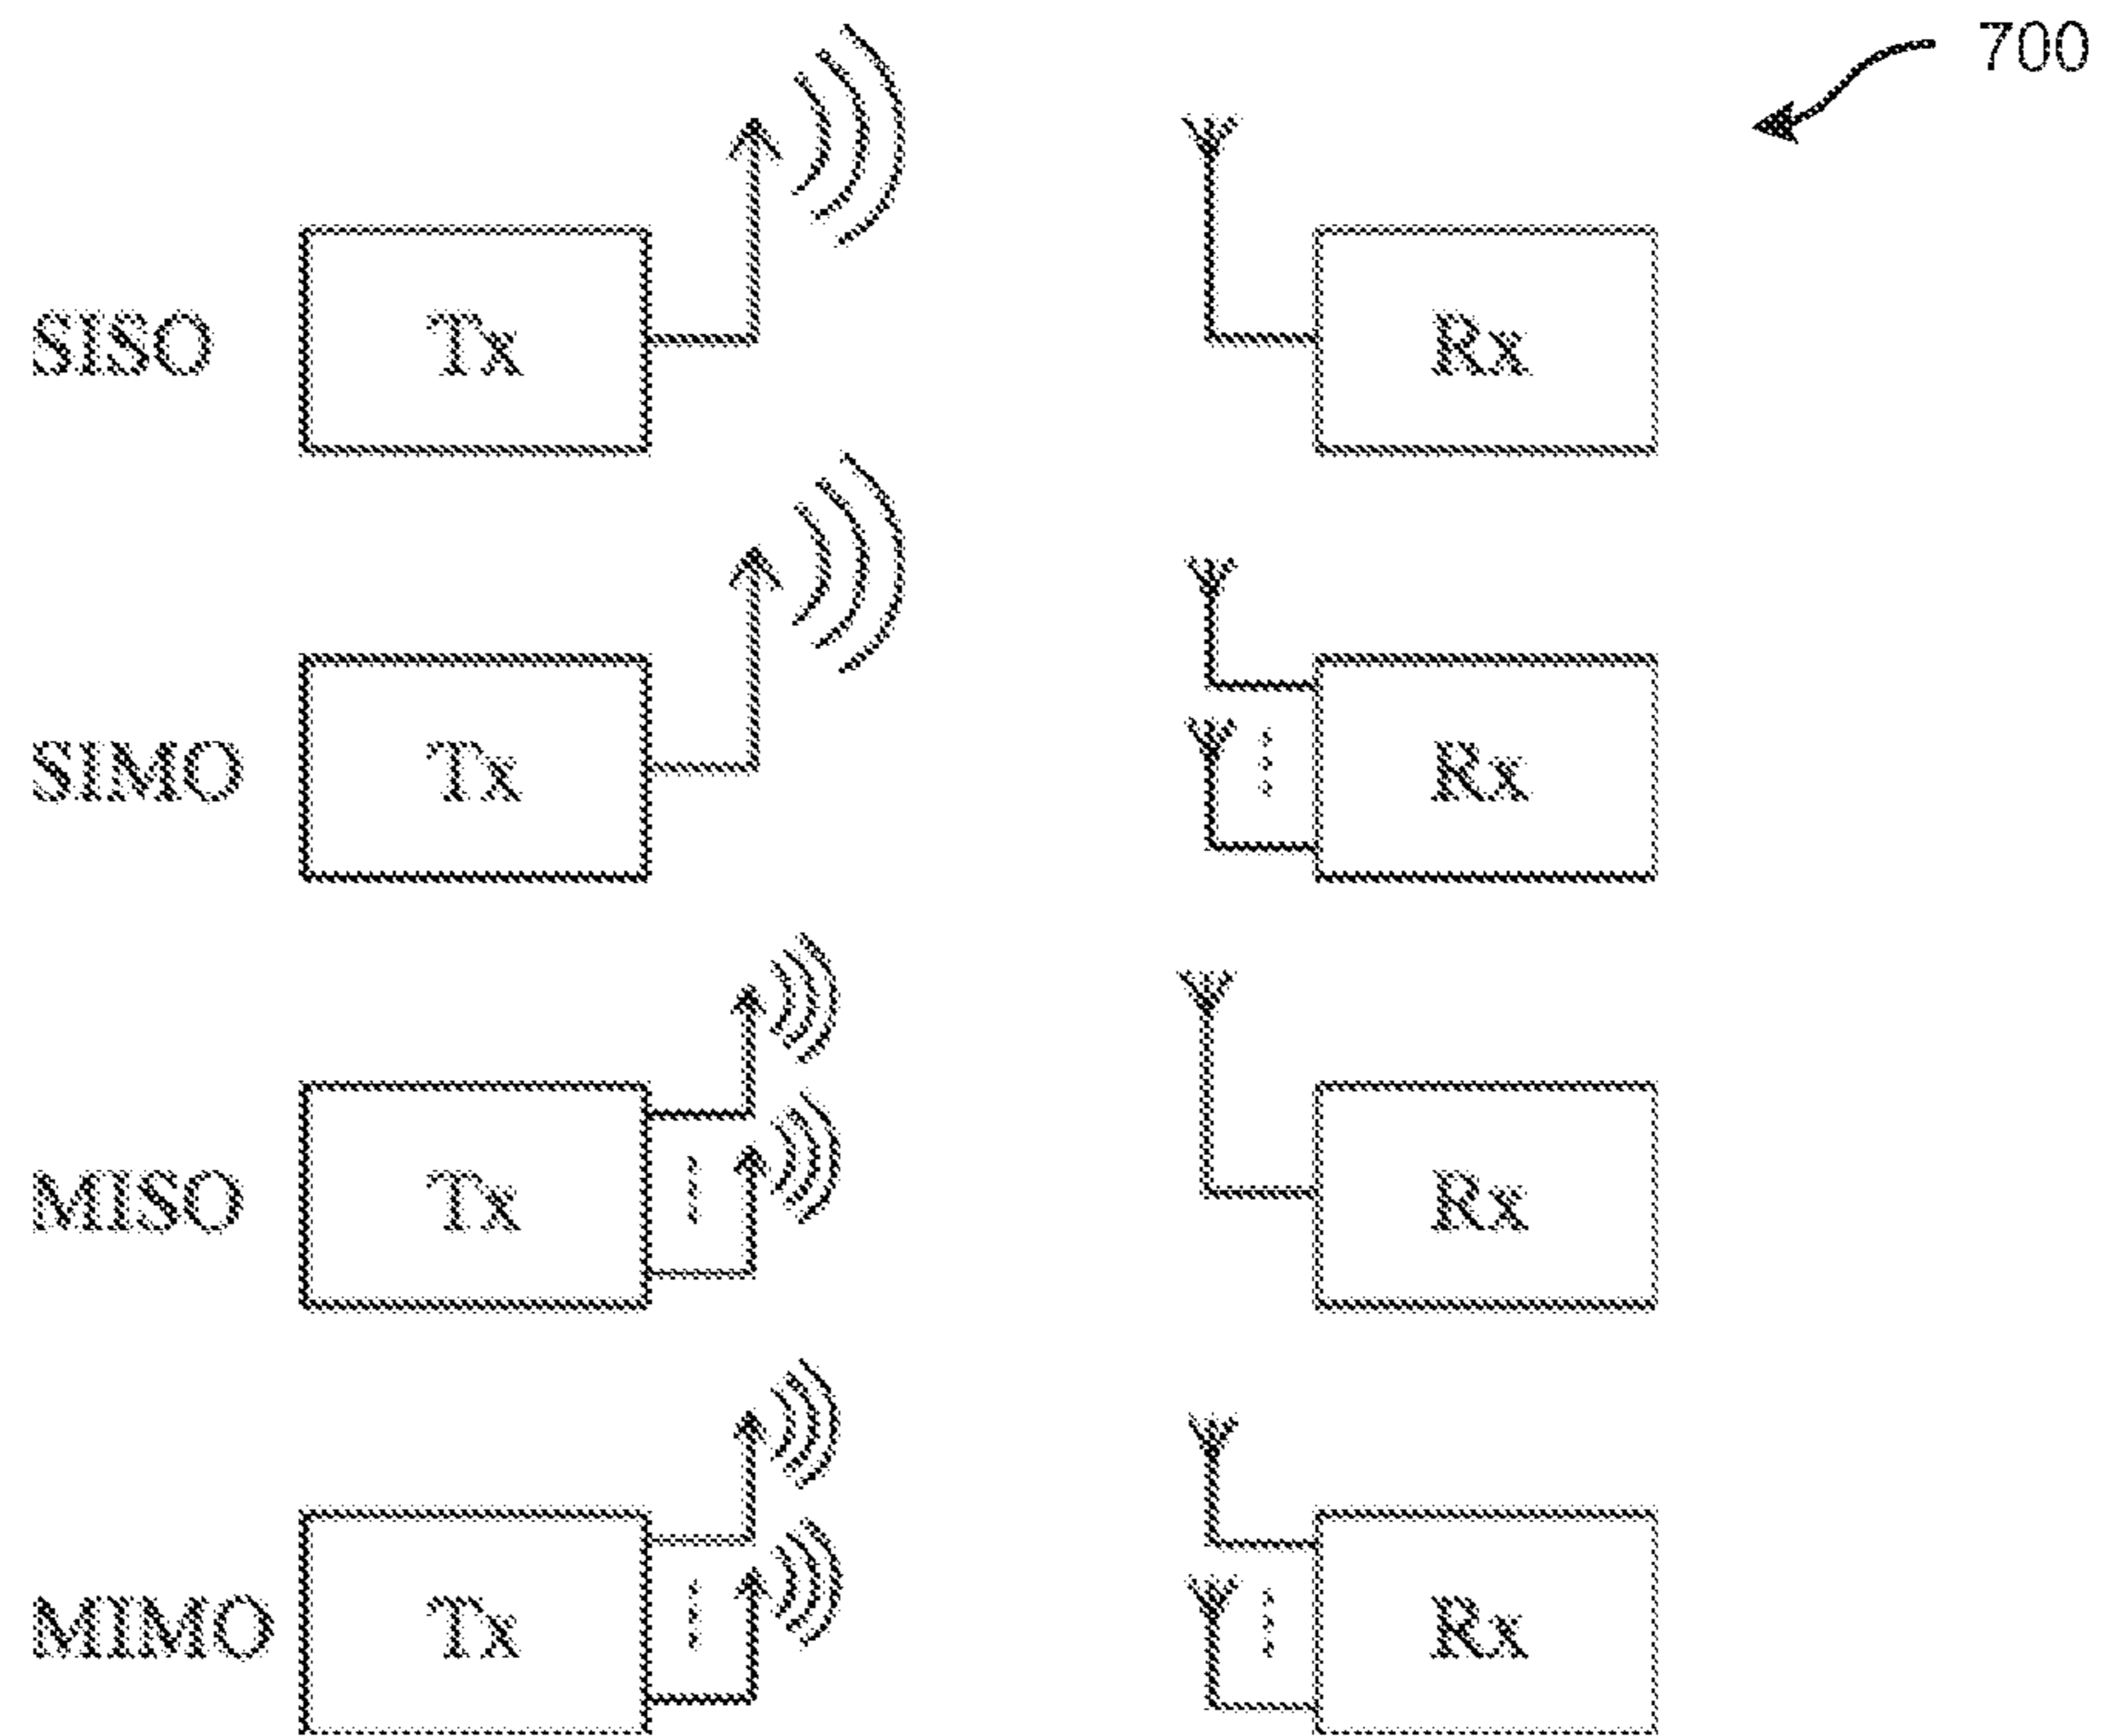 700
SISO Tx Rx
SIMO Tx Rx
MISO Tx Rx
MIMO Tx Rx